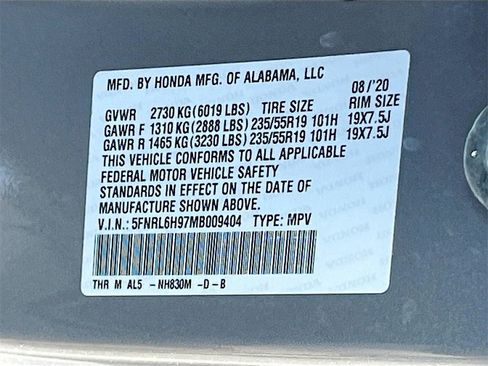 MFD. BY HONDA MFG. OF ALABAMA, LLC
08/'20
GVWR 2730 KG (6019 LBS) TIRE SIZE RIM SIZE
GAWR F 1310 KG (2888 LBS) 235/55R19 101H 19X7.5J
GAWR R 1465 KG (3230 LBS) 235/55R19 101H 19X7.5J
THIS VEHICLE CONFORMS TO ALL APPLICABLE
FEDERAL MOTOR VEHICLE SAFETY
STANDARDS IN EFFECT ON THE DATE OF
MANUFACTURE SHOWN ABOVE.
V.I.N.: 5FNRL6H97MB009404 TYPE: MPV
THR M AL5 -NH830M -D-B